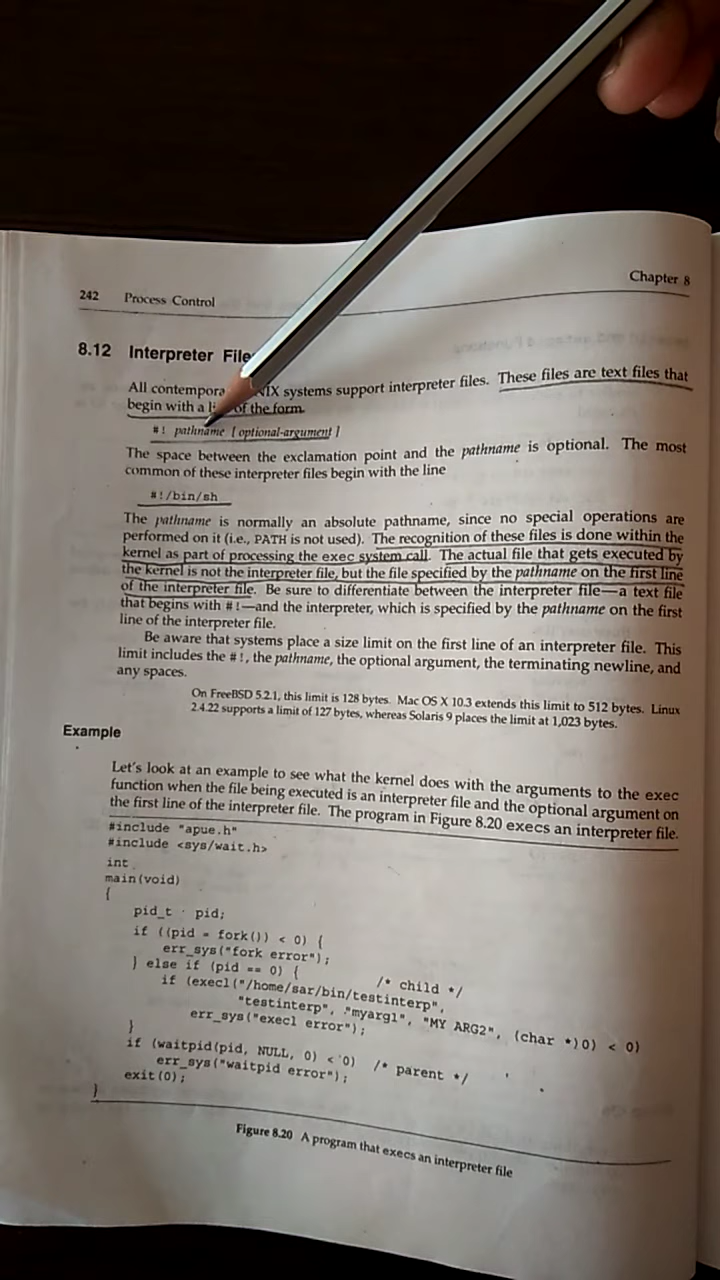 242 Process Control
Chapter 8
8.12 Interpreter File
All contempora NIX systems support interpreter files. These files are text files that
begin with a of the form
#! pathname [ optional-argument ]
The space between the exclamation point and the pathname is optional. The most
common of these interpreter files begin with the line
#!/bin/sh
The pathname is normally an absolute pathname, since no special operations are
performed on it (i.e., PATH is not used). The recognition of these files is done within the
kernel as part of processing the exec system call. The actual file that gets executed by
the kernel is not the interpreter file, but the file specified by the pathname on the first line
of the interpreter file. Be sure to differentiate between the interpreter file—a text file
that begins with #!—and the interpreter, which is specified by the pathname on the first
line of the interpreter file.
Be aware that systems place a size limit on the first line of an interpreter file. This
limit includes the #!, the pathname, the optional argument, the terminating newline, and
any spaces.
On FreeBSD 5.2.1, this limit is 128 bytes. Mac OS X 10.3 extends this limit to 512 bytes. Linux
2.4.22 supports a limit of 127 bytes, whereas Solaris 9 places the limit at 1,023 bytes.
Example
Let's look at an example to see what the kernel does with the arguments to the exec
function when the file being executed is an interpreter file and the optional argument on
the first line of the interpreter file. The program in Figure 8.20 execs an interpreter file.
#include "apue.h"
#include <sys/wait.h>
int
main(void)
{
pid_t pid;
if ((pid = fork()) < 0) {
err_sys("fork error");
} else if (pid == 0) { /* child */
if (execl("/home/sar/bin/testinterp",
"testinterp", "myarg1", "MY ARG2", (char *)0) < 0)
err_sys("execl error");
}
if (waitpid(pid, NULL, 0) < 0) /* parent */
err_sys("waitpid error");
exit(0);
}
Figure 8.20 A program that execs an interpreter file